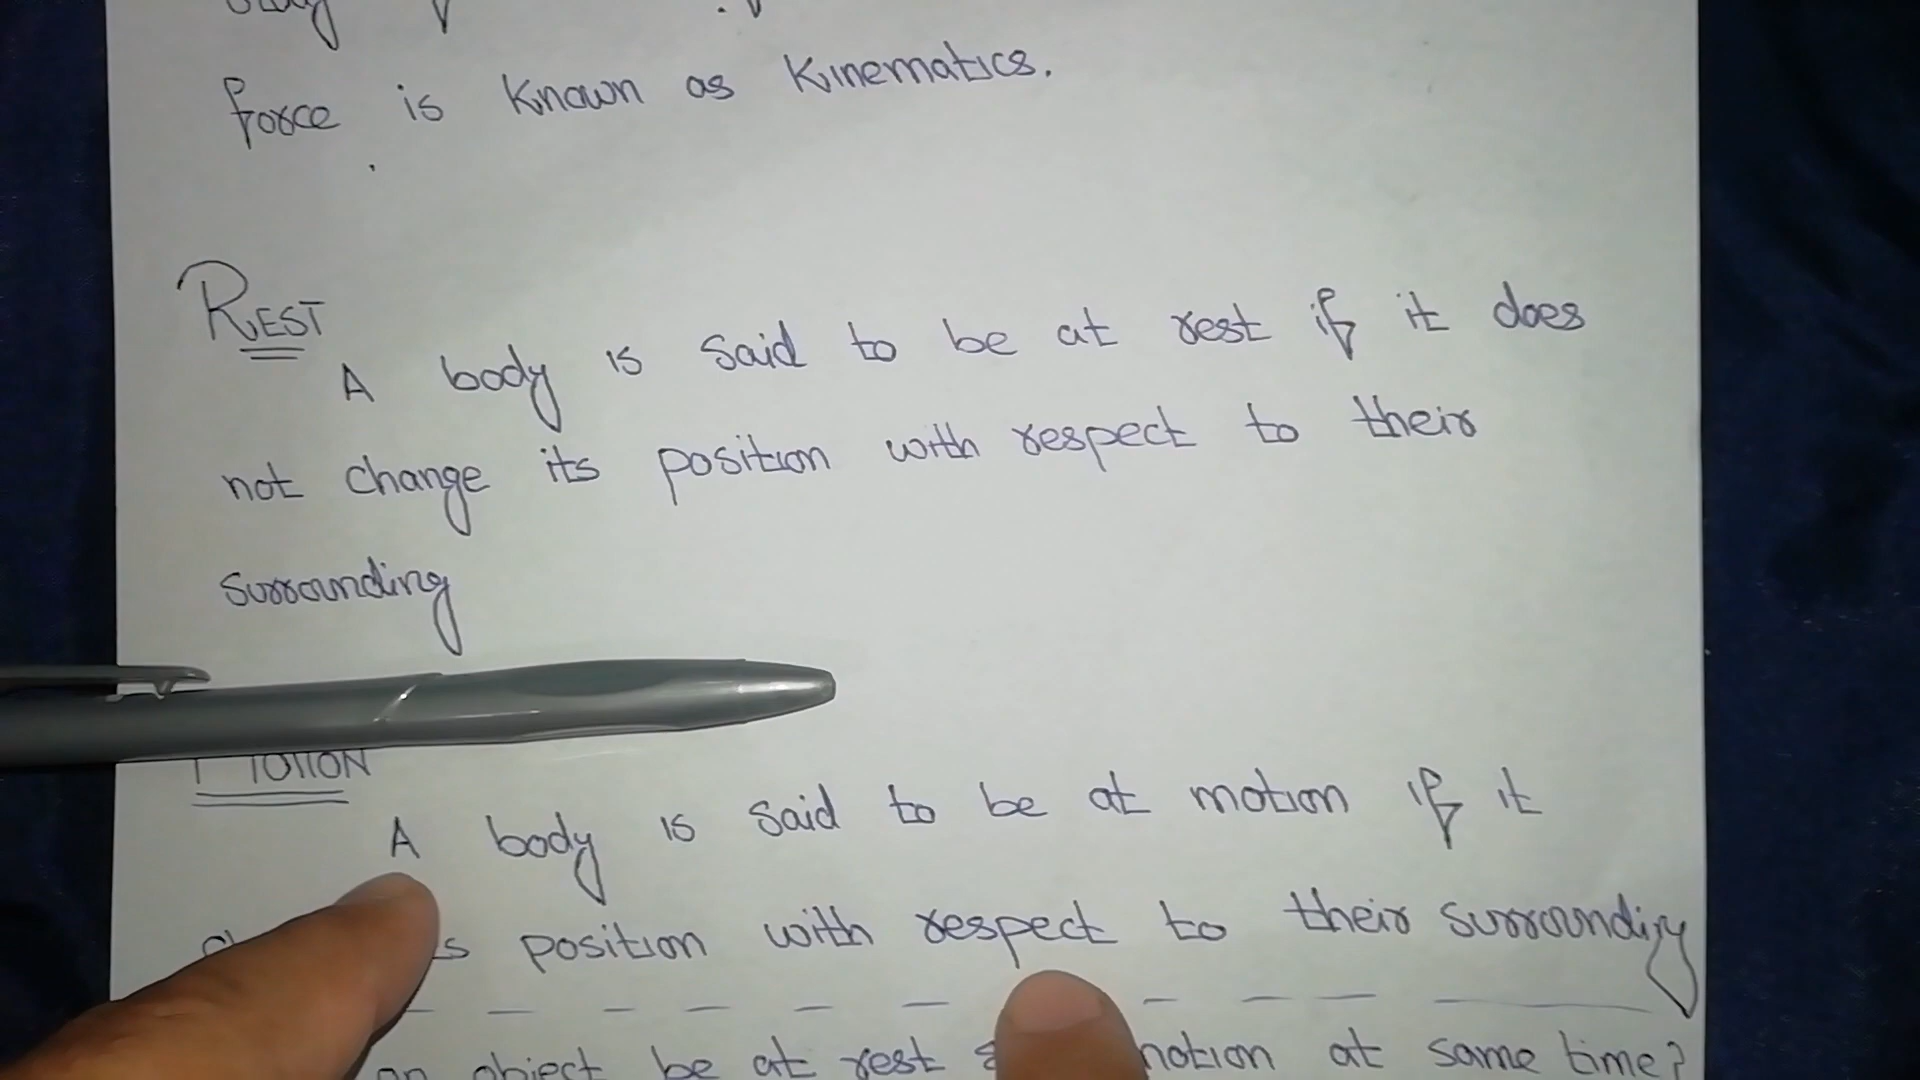 force is known as Kinematics.
REST
A body is said to be at rest if it does
not change its position with respect to their
surrounding
MOTION
A body is said to be at motion if it
position with respect to their surrounding
an object be at rest motion at same time?